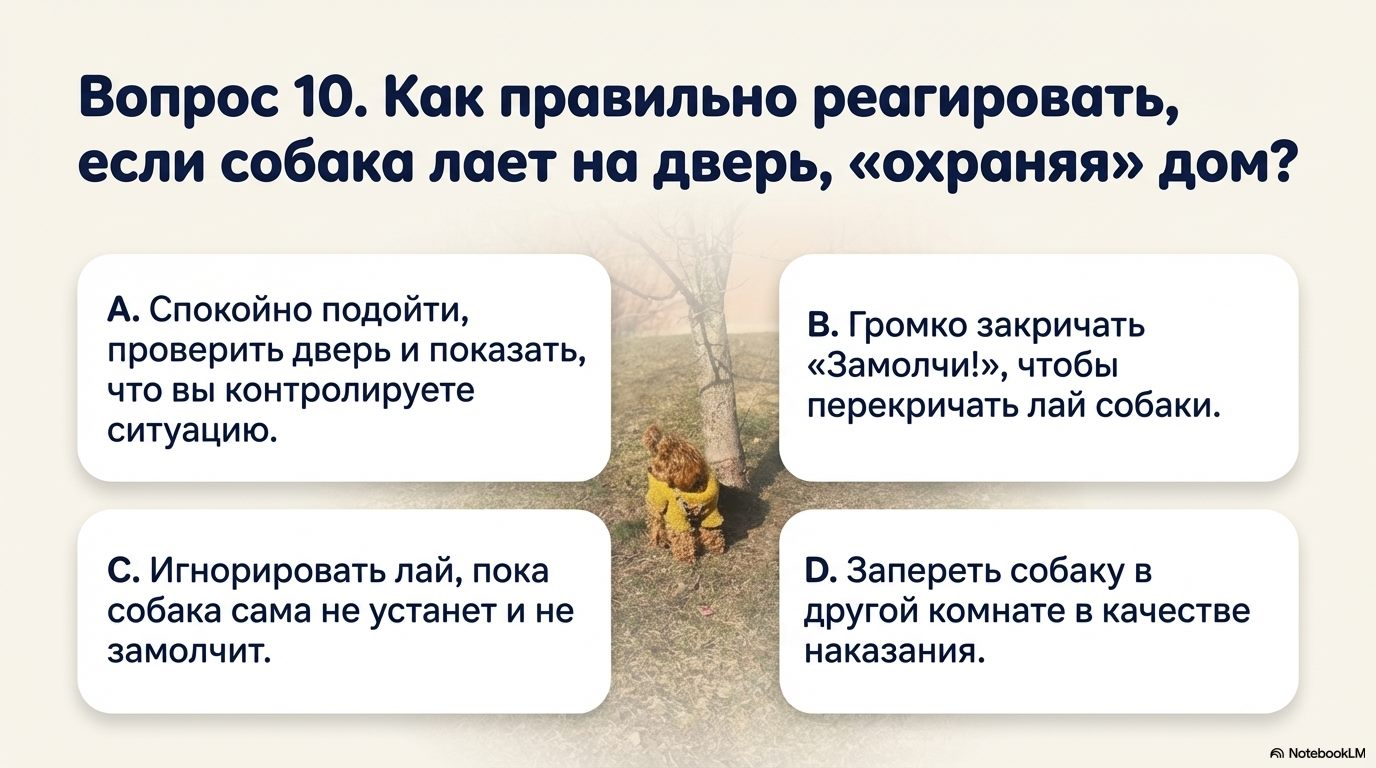 Вопрос 10. Как правильно реагировать,
если собака лает на дверь, «охраняя» дом?
A. Спокойно подойти,
проверить дверь и показать,
что вы контролируете
ситуацию.
B. Громко закричать
«Замолчи!», чтобы
перекричать лай собаки.
C. Игнорировать лай, пока
собака сама не устанет и не
замолчит.
D. Запереть собаку в
другой комнате в качестве
наказания.
NotebookLM